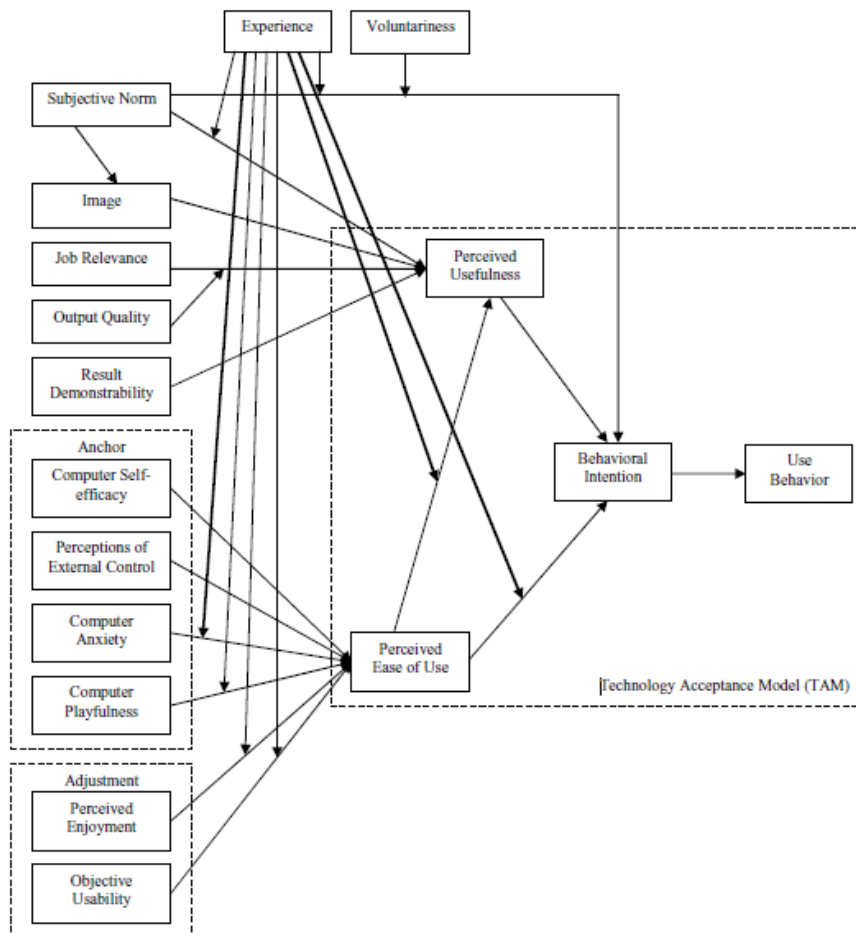 Experience
Voluntariness
Subjective Norm
Image
Job Relevance
Output Quality
Result
Demonstrability
Perceived
Usefulness
Anchor
Computer Self-
efficacy
Perceptions of
External Control
Computer
Anxiety
Computer
Playfulness
Behavioral
Intention
Use
Behavior
Perceived
Ease of Use
Technology Acceptance Model (TAM)
Adjustment
Perceived
Enjoyment
Objective
Usability